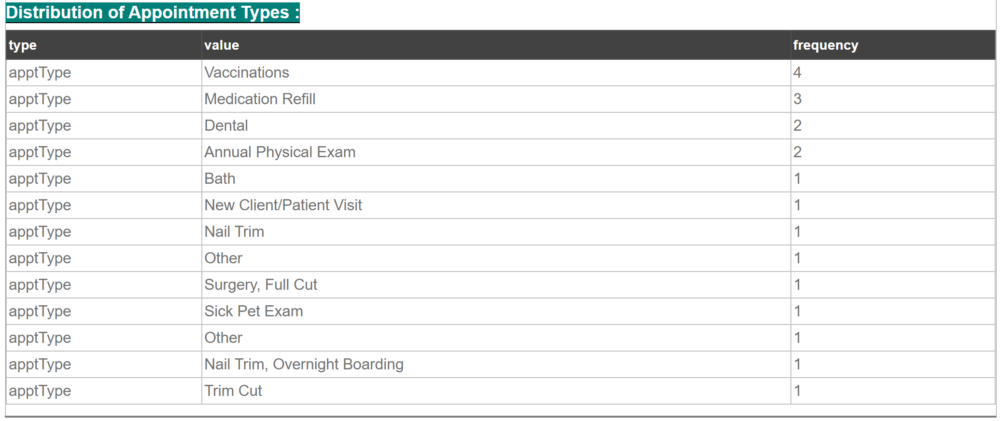 Distribution of Appointment Types :
type value frequency
apptType Vaccinations 4
apptType Medication Refill 3
apptType Dental 2
apptType Annual Physical Exam 2
apptType Bath 1
apptType New Client/Patient Visit 1
apptType Nail Trim 1
apptType Other 1
apptType Surgery, Full Cut 1
apptType Sick Pet Exam 1
apptType Other 1
apptType Nail Trim, Overnight Boarding 1
apptType Trim Cut 1